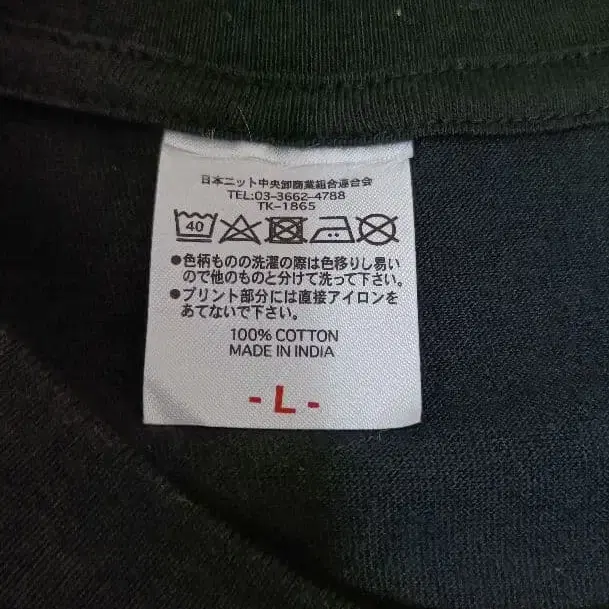 日本ニット中央卸商業組合連合会
TEL:03-3662-4788
TK-1865
40
●色柄ものの洗濯の際は色移りし易い
ので他のものと分けて洗って下さい。
●プリント部分には直接アイロンを
あてないで下さい。
100% COTTON
MADE IN INDIA
- L -